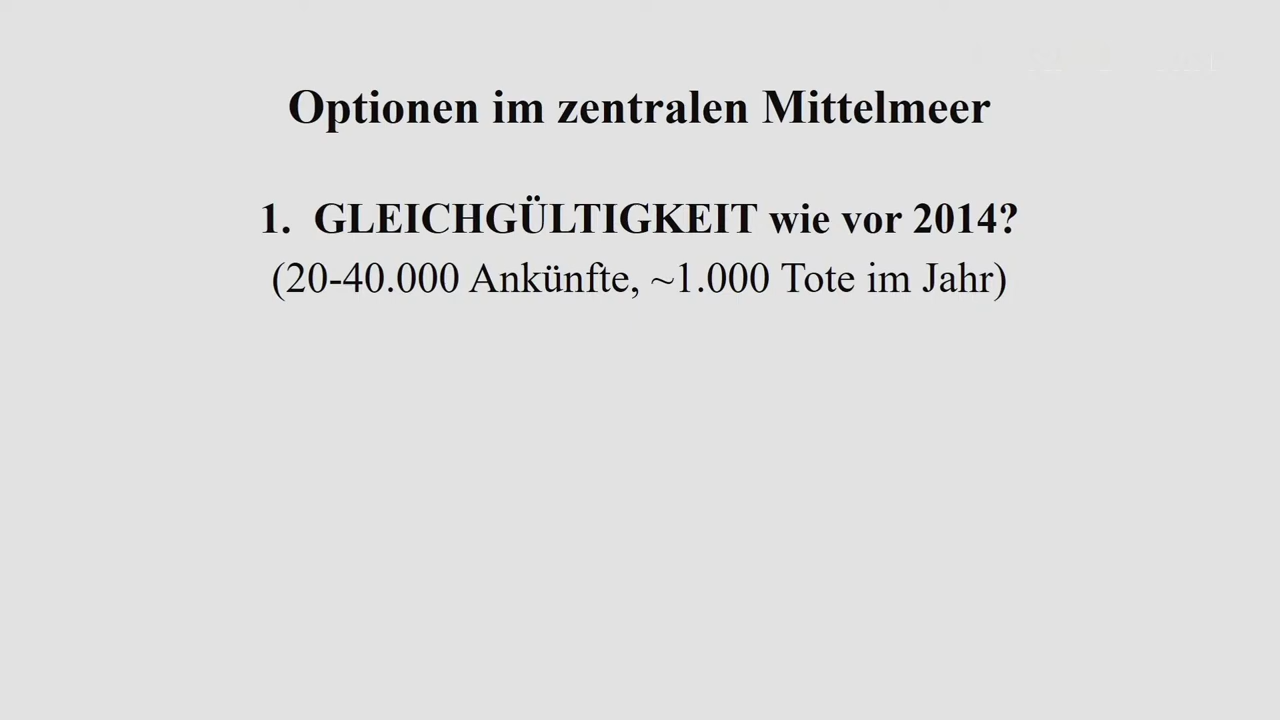 Optionen im zentralen Mittelmeer
1. GLEICHGÜLTIGKEIT wie vor 2014?
(20-40.000 Ankünfte, ~1.000 Tote im Jahr)